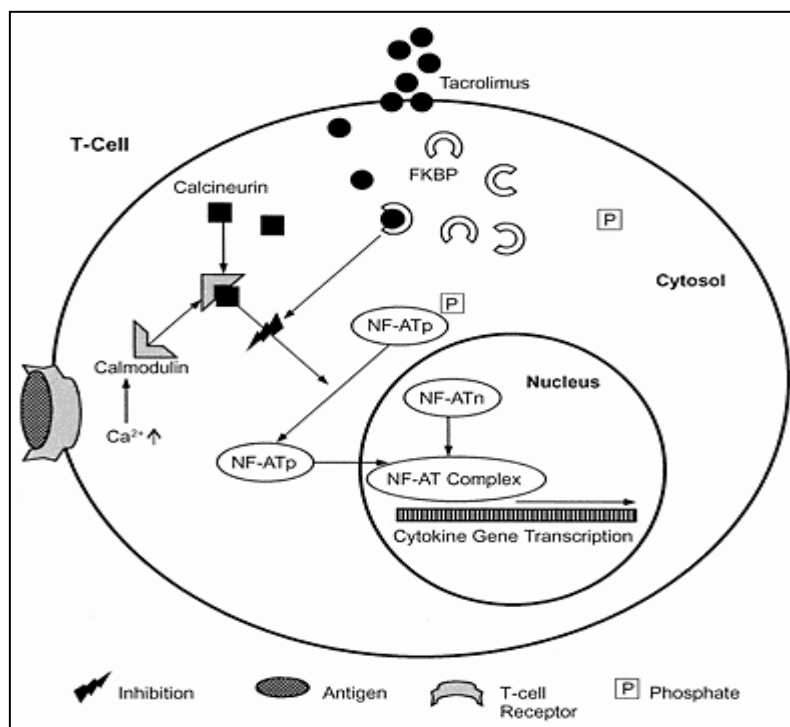 Tacrolimus
T-Cell
FKBP
Calcineurin
P
Cytosol
P
NF-ATp
Calmodulin
Nucleus
NF-ATn
Ca²⁺ ↑
NF-ATp
NF-AT Complex
Cytokine Gene Transcription
Inhibition
Antigen
T-cell
Receptor
P Phosphate